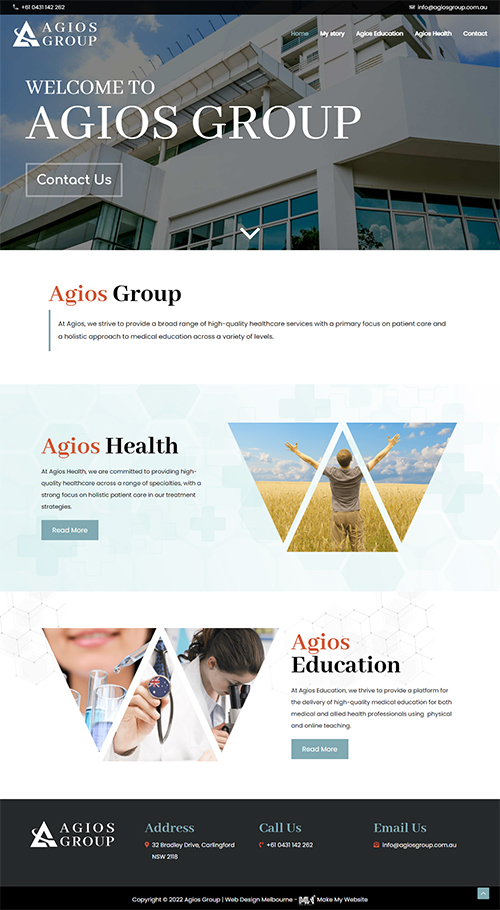 +61 0431 142 262 info@agiosgroup.com.au
AGIOS
GROUP
Home My story Agios Education Agios Health Contact
WELCOME TO
AGIOS GROUP
Contact Us
Agios Group
At Agios, we strive to provide a broad range of high-quality healthcare services with a primary focus on patient care and
a holistic approach to medical education across a variety of levels.
Agios Health
At Agios Health, we are committed to providing high-
quality healthcare across a range of specialties, with a
strong focus on holistic patient care in our treatment
strategies.
Read More
Agios
Education
At Agios Education, we thrive to provide a platform for
the delivery of high-quality medical education for both
medical and allied health professionals using physical
and online teaching.
Read More
AGIOS
GROUP
Address
32 Bradley Drive, Carlingford
NSW 2118
Call Us
+61 0431 142 262
Email Us
info@agiosgroup.com.au
Copyright © 2022 Agios Group | Web Design Melbourne - Make My Website